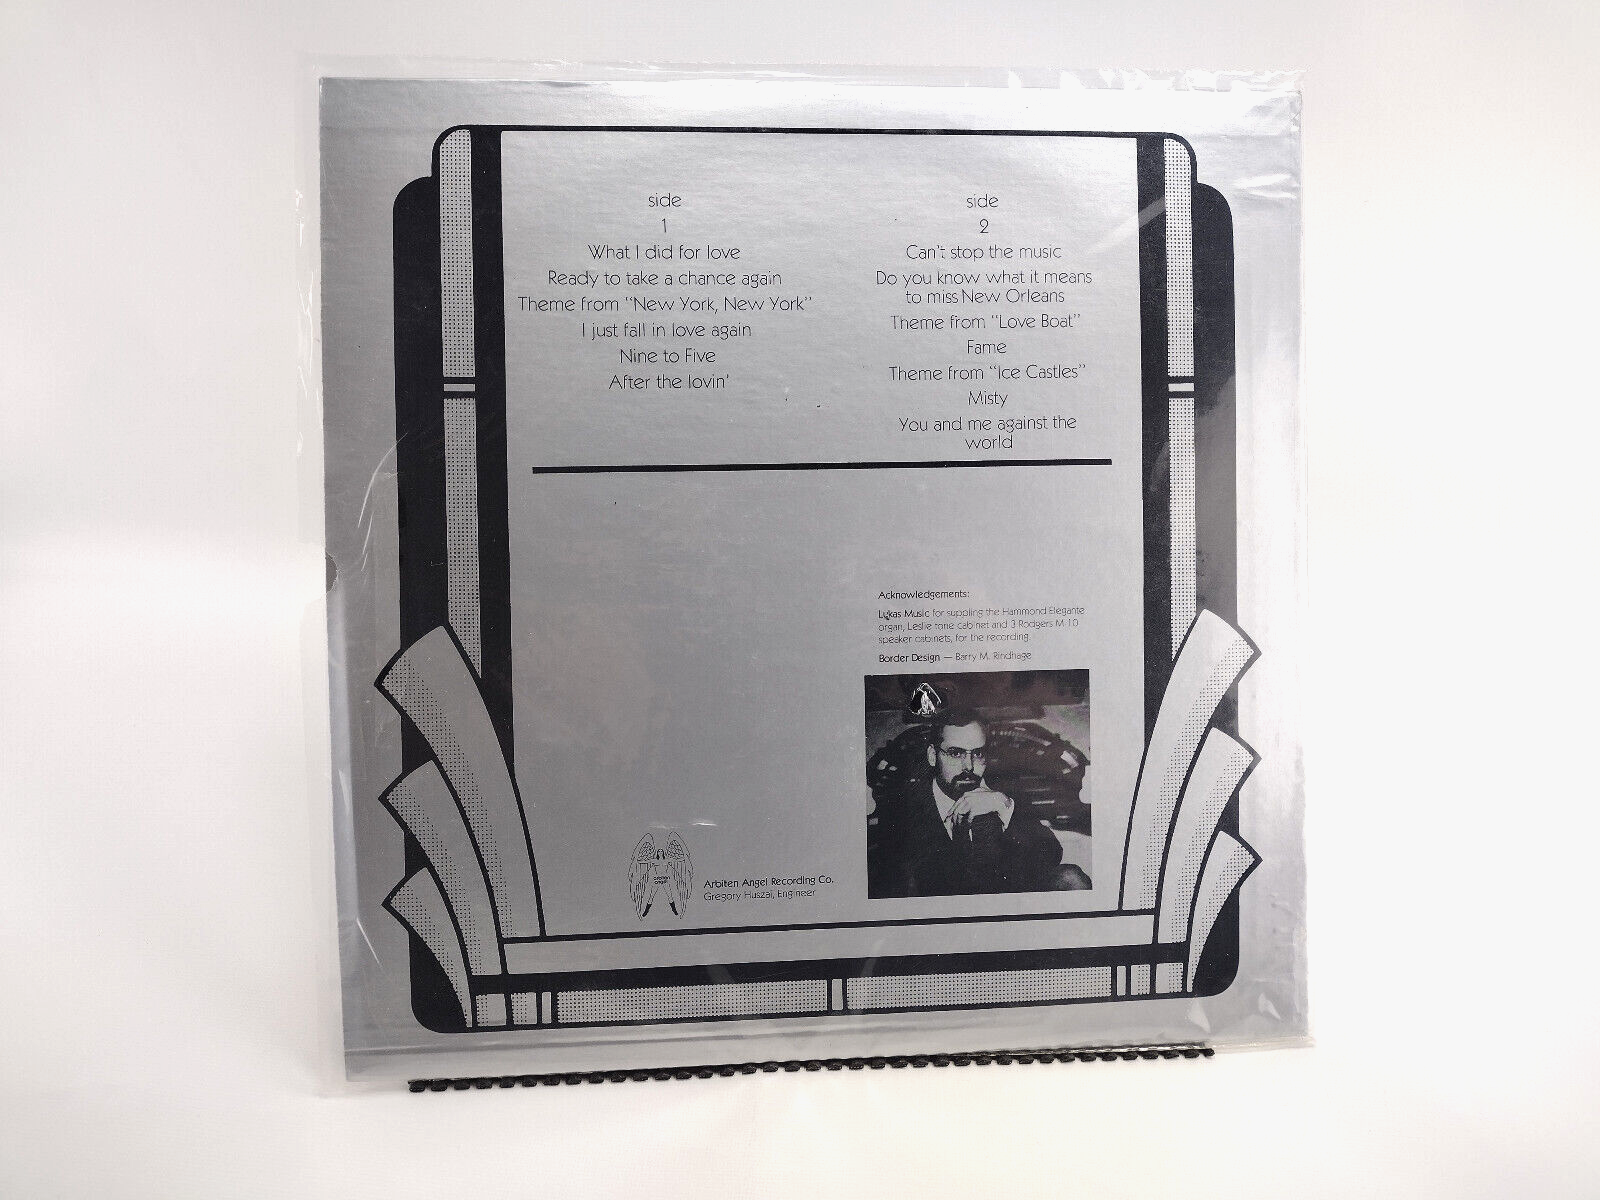 side
1
What I did for love
Ready to take a chance again
Theme from "New York, New York"
I just fall in love again
Nine to Five
After the lovin'
side
2
Can't stop the music
Do you know what it means
to miss New Orleans
Theme from "Love Boat"
Fame
Theme from "Ice Castles"
Misty
You and me against the
world
Acknowledgements:
Lukas Music for suppling the Hammond Elegante
organ, Leslie tone cabinet and 3 Rodgers M 10
speaker cabinets, for the recording.
Border Design — Barry M. Rindhage
arbiten
angel
Arbiten Angel Recording Co.
Gregory Huszai, Engineer